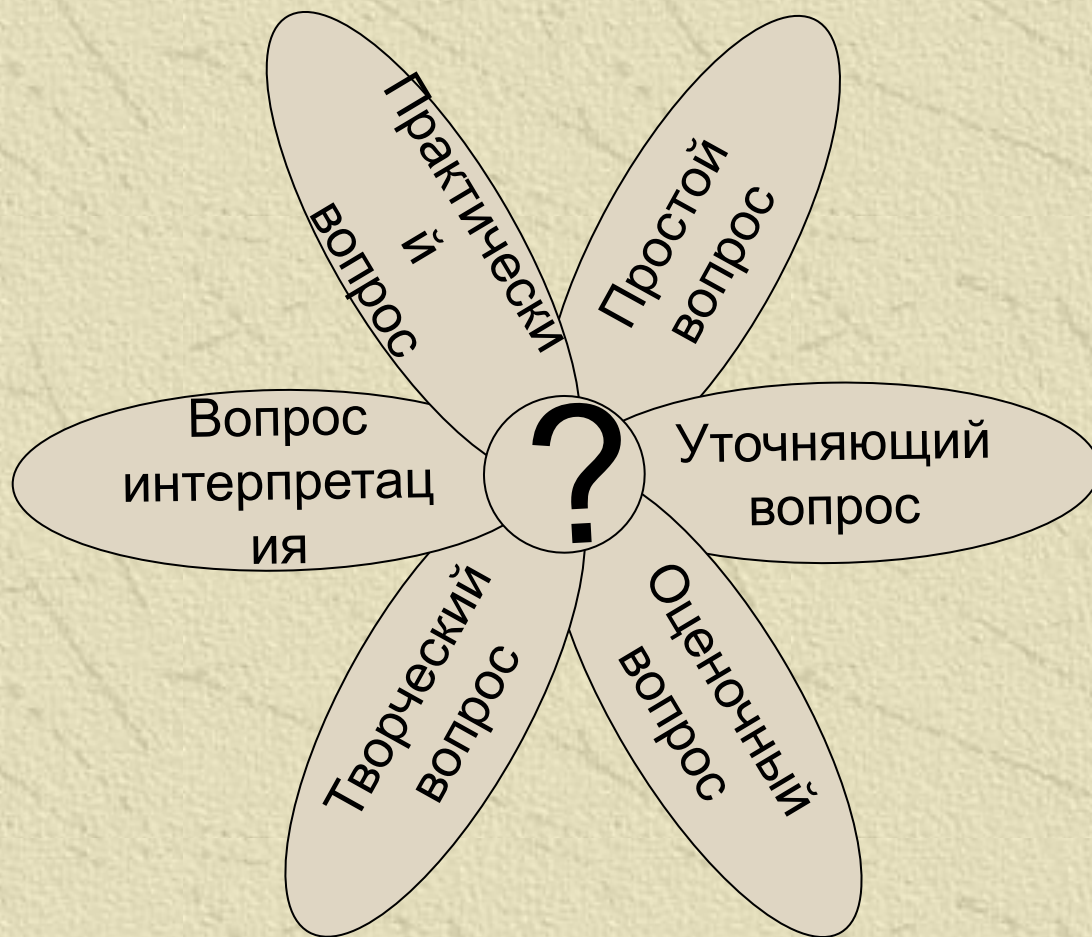 Практически
й
вопрос
Простой
вопрос
Вопрос
интерпретац
ия
?
Уточняющий
вопрос
Творческий
вопрос
Оценочный
вопрос